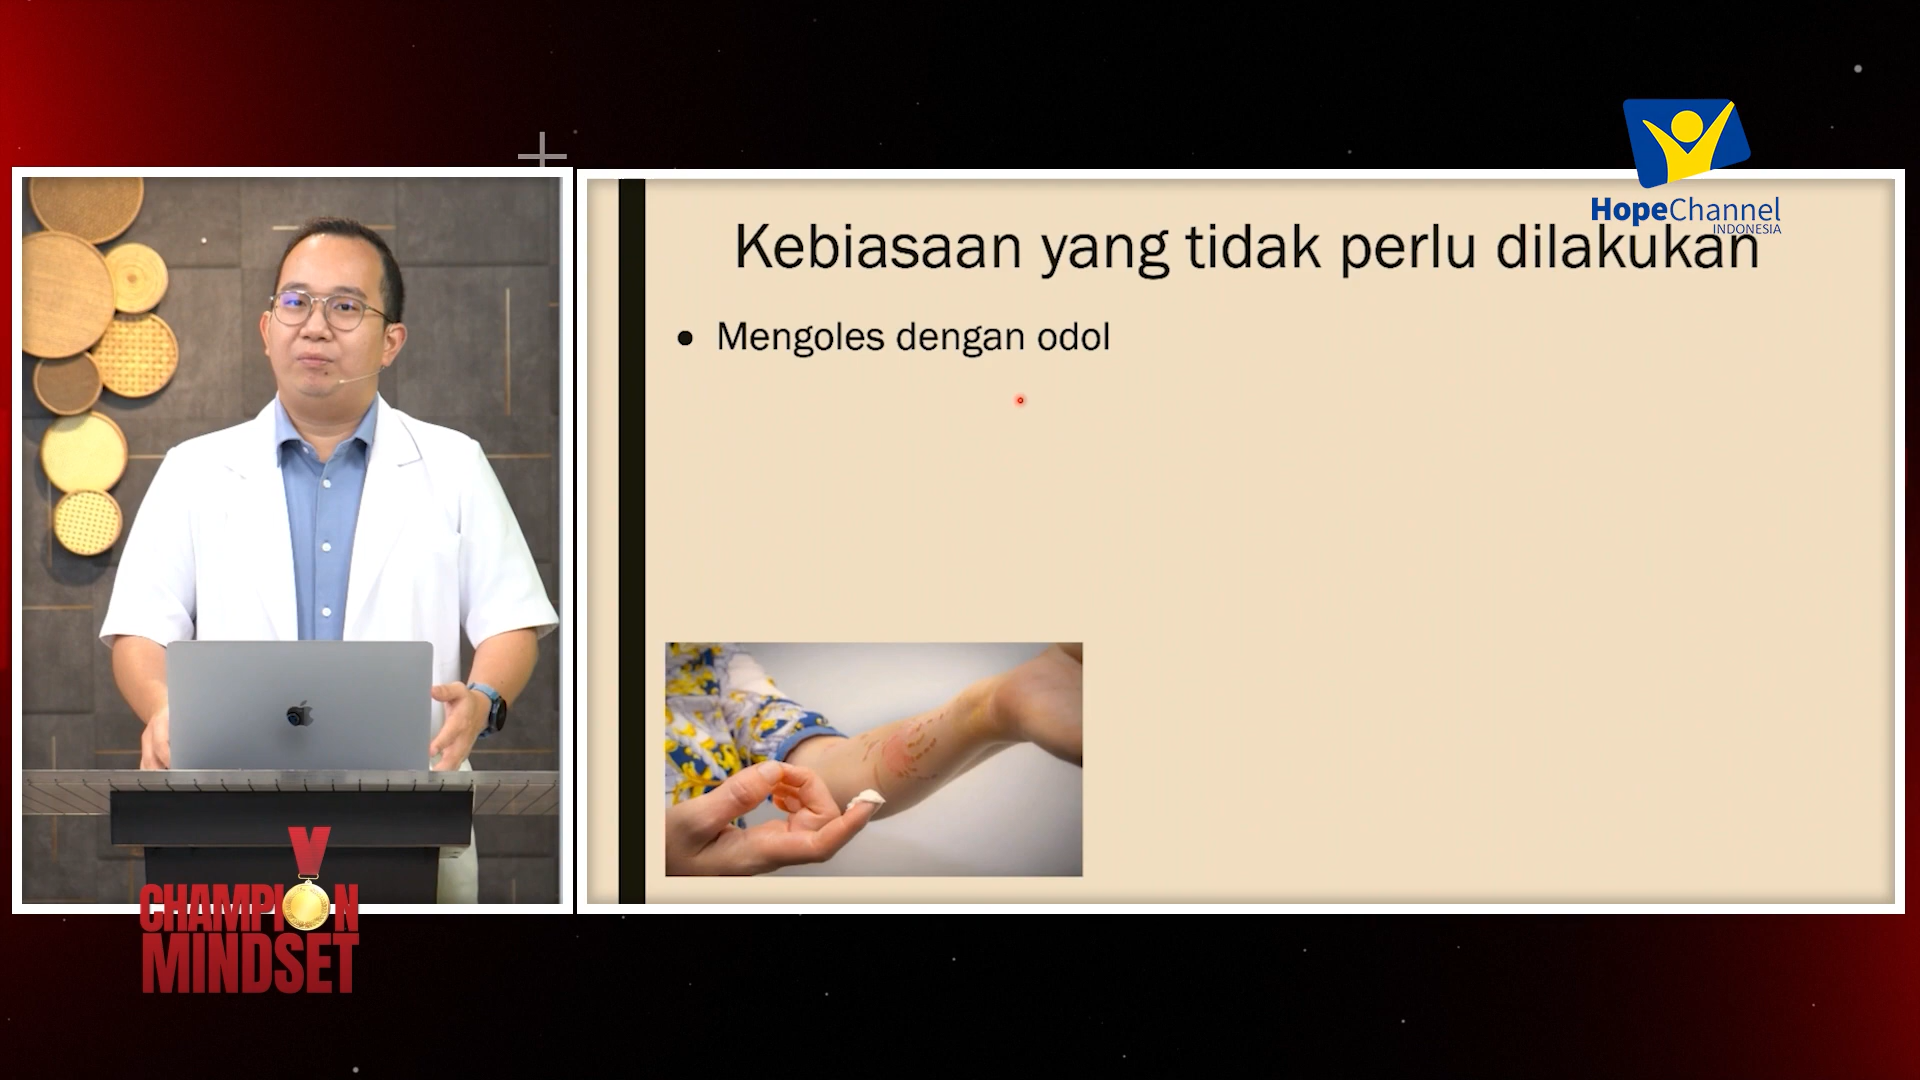 HopeChannel
INDONESIA
Kebiasaan yang tidak perlu dilakukan
• Mengoles dengan odol
CHAMPION
MINDSET